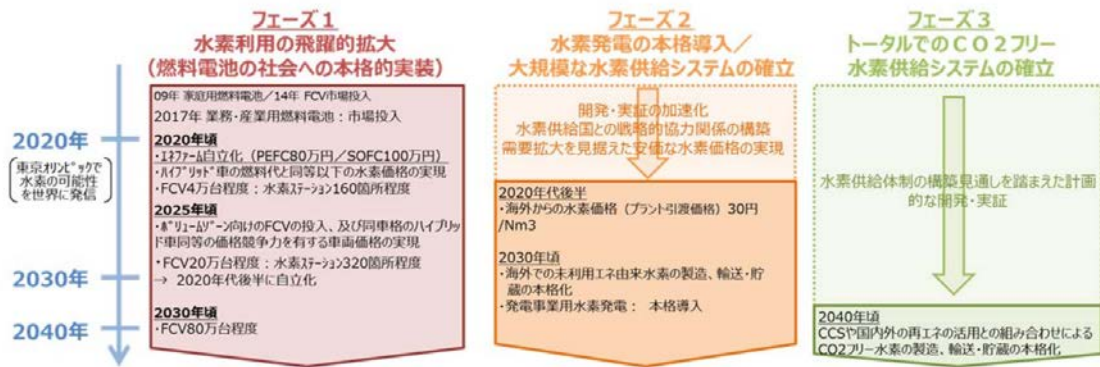 フェーズ1
水素利用の飛躍的拡大
(燃料電池の社会への本格的実装)
09年 家庭用燃料電池/14年 FCV市場投入
2017年 業務・産業用燃料電池:市場投入
2020年頃
・エネファーム自立化(PEFC80万円/SOFC100万円)
・ハイブリッド車の燃料代と同等以下の水素価格の実現
・FCV4万台程度:水素ステーション160箇所程度
2025年頃
・ボリュームゾーン向けのFCVの投入、及び同車格のハイブリッ
ド車同等の価格競争力を有する車両価格の実現
・FCV20万台程度:水素ステーション320箇所程度
→ 2020年代後半に自立化
2030年頃
・FCV80万台程度
フェーズ2
水素発電の本格導入/
大規模な水素供給システムの確立
開発・実証の加速化
水素供給国との戦略的協力関係の構築
需要拡大を見据えた安価な水素価格の実現
2020年代後半
・海外からの水素価格(プラント引渡価格)30円
/Nm3
2030年頃
・海外での未利用エネ由来水素の製造、輸送・貯
蔵の本格化
・発電事業用水素発電: 本格導入
フェーズ3
トータルでのCO2フリー
水素供給システムの確立
水素供給体制の構築見通しを踏まえた計画
的な開発・実証
2040年頃
CCSや国内外の再エネの活用との組み合わせによる
CO2フリー水素の製造、輸送・貯蔵の本格化
2020年
東京オリンピックで
水素の可能性
を世界に発信
2030年
2040年